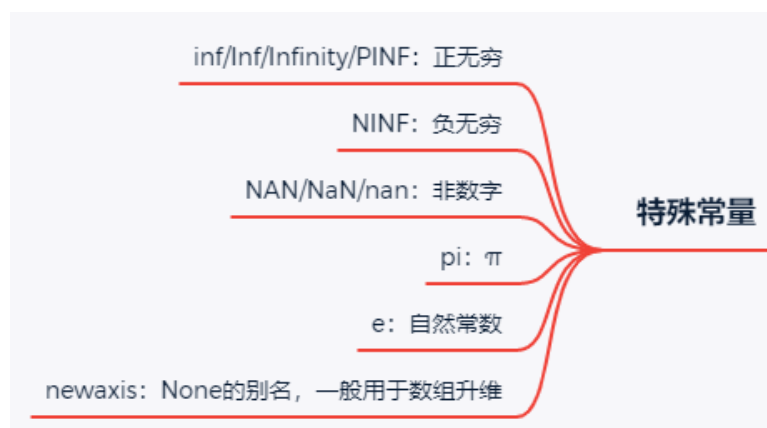 inf/Inf/Infinity/PINF：正无穷
NINF：负无穷
NAN/NaN/nan：非数字
特殊常量
pi：π
e：自然常数
newaxis：None的别名，一般用于数组升维